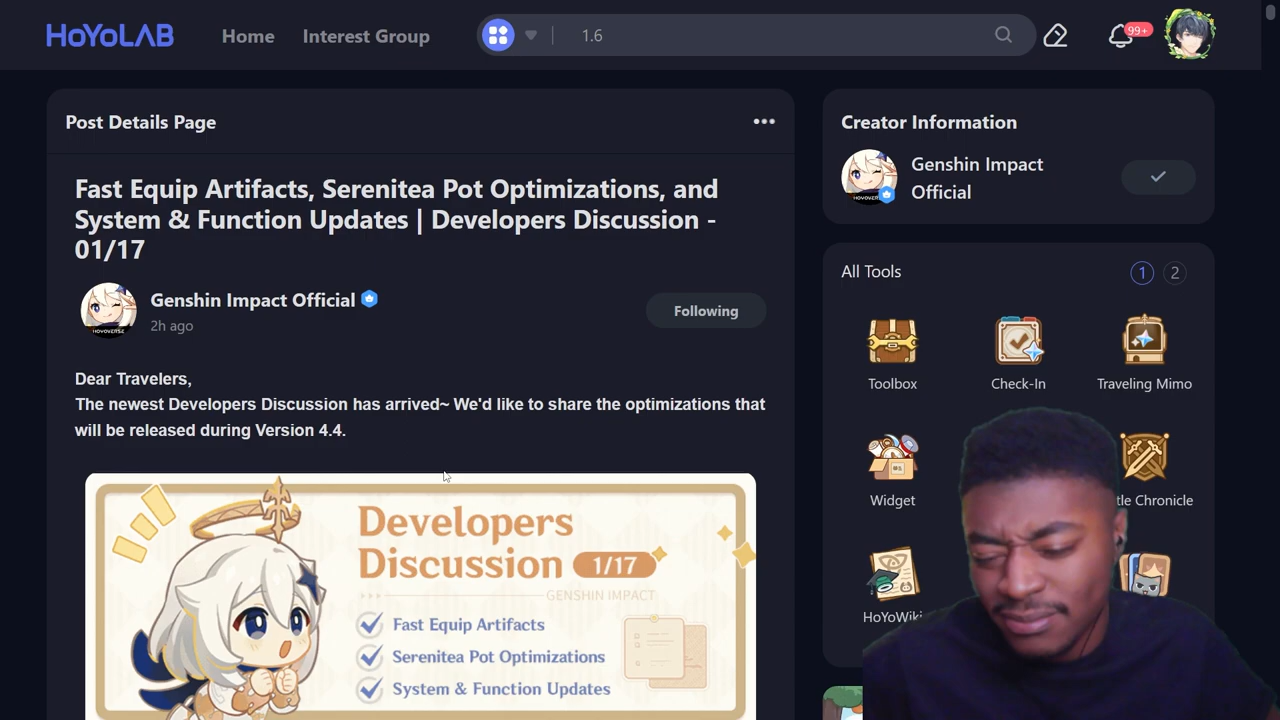 HoYoLAB
Home
Interest Group
1.6
99+
Post Details Page
Fast Equip Artifacts, Serenitea Pot Optimizations, and
System & Function Updates | Developers Discussion -
01/17
Genshin Impact Official
2h ago
Following
Dear Travelers,
The newest Developers Discussion has arrived~ We'd like to share the optimizations that
will be released during Version 4.4.
Developers
Discussion 1/17
GENSHIN IMPACT
Fast Equip Artifacts
Serenitea Pot Optimizations
System & Function Updates
Creator Information
Genshin Impact
Official
HOYOVERSE
All Tools
1
2
Toolbox
Check-In
Traveling Mimo
Widget
tle Chronicle
HoYoWiki